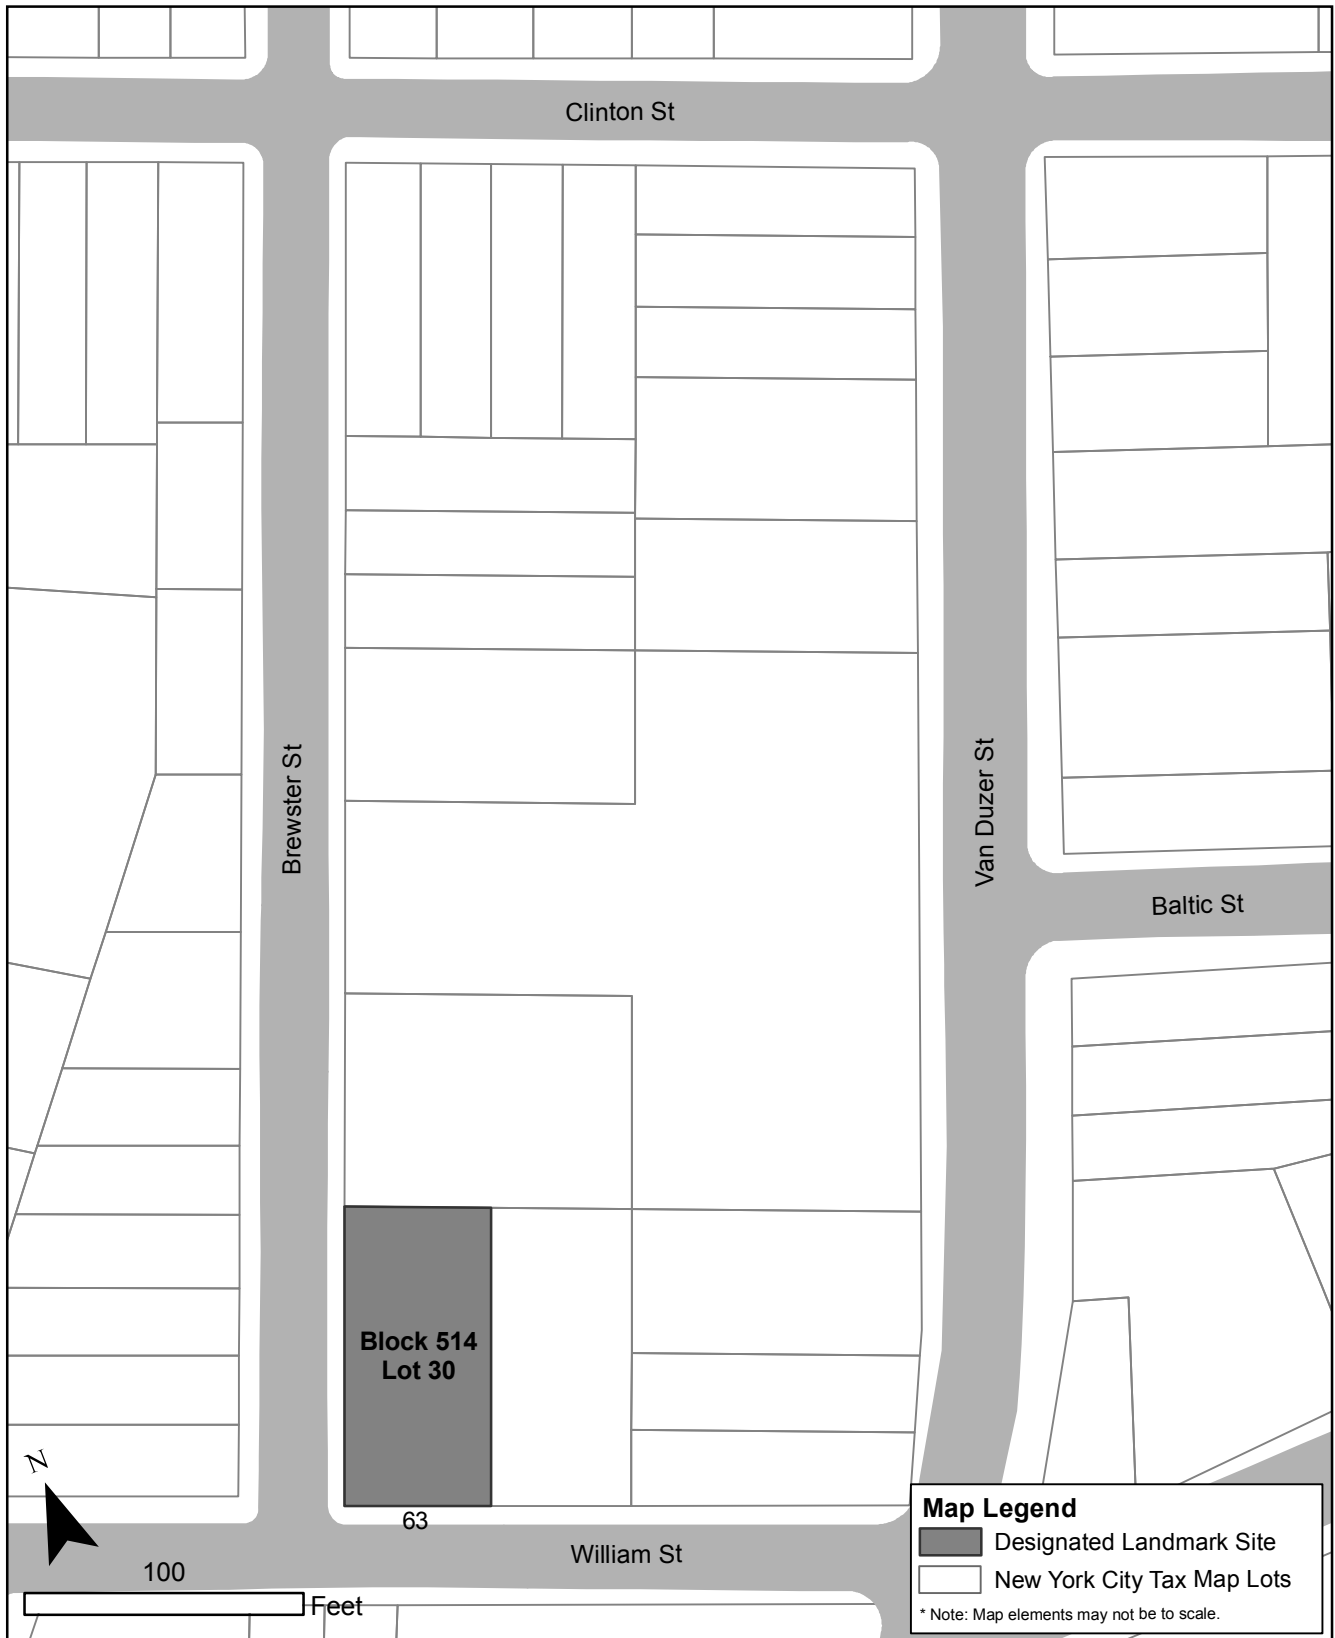 Clinton St
Brewster St
Van Duzer St
Baltic St
Block 514
Lot 30
N
63
William St
100
Feet
Map Legend
Designated Landmark Site
New York City Tax Map Lots
* Note: Map elements may not be to scale.